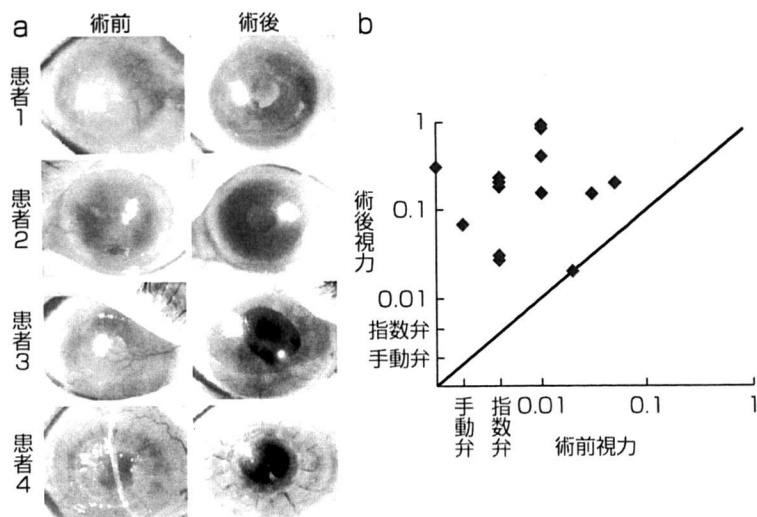 a
術前
術後
患者1
患者2
患者3
患者4
b
術後視力
1
0.1
0.01
指数弁
手動弁
手動弁
指数弁
0.01
0.1
1
術前視力